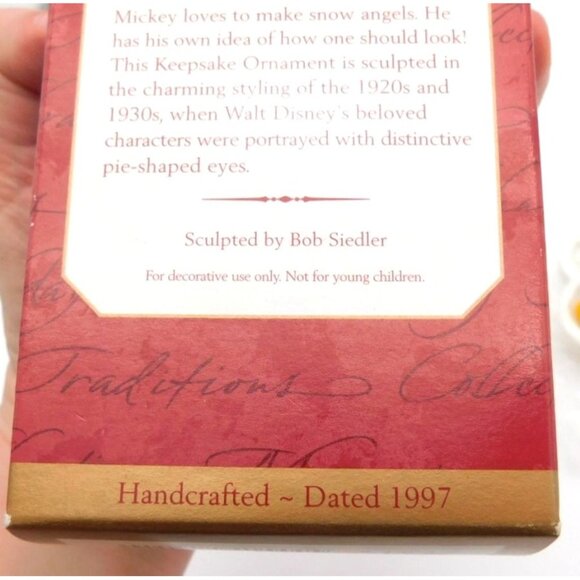 Mickey loves to make snow angels. He
has his own idea of how one should look!
This Keepsake Ornament is sculpted in
the charming styling of the 1920s and
1930s, when Walt Disney's beloved
characters were portrayed with distinctive
pie-shaped eyes.
Sculpted by Bob Siedler
For decorative use only. Not for young children.
Traditions
Handcrafted ~ Dated 1997